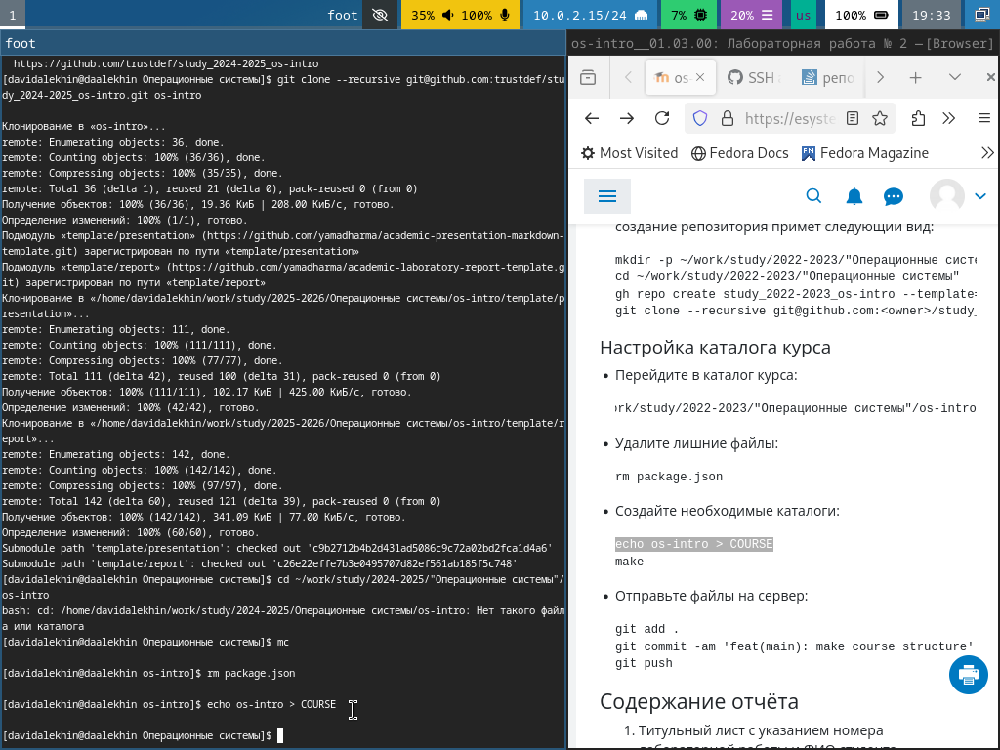 1
foot
35%
100%
10.0.2.15/24
7%
20%
us
100%
19:33
foot
https://github.com/trustdef/study_2024-2025_os-intro
[davidalekhin@daalekhin Операционные системы]$ git clone --recursive git@github.com:trustdef/stu
dy_2024-2025_os-intro.git os-intro
Клонирование в «os-intro»...
remote: Enumerating objects: 36, done.
remote: Counting objects: 100% (36/36), done.
remote: Compressing objects: 100% (35/35), done.
remote: Total 36 (delta 1), reused 21 (delta 0), pack-reused 0 (from 0)
Получение объектов: 100% (36/36), 19.36 КиБ | 208.00 КиБ/с, готово.
Определение изменений: 100% (1/1), готово.
Подмодуль «template/presentation» (https://github.com/yamadharma/academic-presentation-markdown-
template.git) зарегистрирован по пути «template/presentation»
Подмодуль «template/report» (https://github.com/yamadharma/academic-laboratory-report-template.g
it) зарегистрирован по пути «template/report»
Клонирование в «/home/davidalekhin/work/study/2025-2026/Операционные системы/os-intro/template/p
resentation»...
remote: Enumerating objects: 111, done.
remote: Counting objects: 100% (111/111), done.
remote: Compressing objects: 100% (77/77), done.
remote: Total 111 (delta 42), reused 100 (delta 31), pack-reused 0 (from 0)
Получение объектов: 100% (111/111), 102.17 КиБ | 425.00 КиБ/с, готово.
Определение изменений: 100% (42/42), готово.
Клонирование в «/home/davidalekhin/work/study/2025-2026/Операционные системы/os-intro/template/r
eport»...
remote: Enumerating objects: 142, done.
remote: Counting objects: 100% (142/142), done.
remote: Compressing objects: 100% (97/97), done.
remote: Total 142 (delta 60), reused 121 (delta 39), pack-reused 0 (from 0)
Получение объектов: 100% (142/142), 341.09 КиБ | 77.00 КиБ/с, готово.
Определение изменений: 100% (60/60), готово.
Submodule path 'template/presentation': checked out 'c9b2712b4b2d431ad5086c9c72a02bd2fca1d4a6'
Submodule path 'template/report': checked out 'c26e22effe7b3e0495707d82ef561ab185f5c748'
[davidalekhin@daalekhin Операционные системы]$ cd ~/work/study/2024-2025/"Операционные системы"/
os-intro
bash: cd: /home/davidalekhin/work/study/2024-2025/Операционные системы/os-intro: Нет такого файл
а или каталога
[davidalekhin@daalekhin Операционные системы]$ mc
[davidalekhin@daalekhin os-intro]$ rm package.json
[davidalekhin@daalekhin os-intro]$ echo os-intro > COURSE
[davidalekhin@daalekhin Операционные системы]$
os-intro__01.03.00: Лабораторная работа № 2 —[Browser]
os-
SSH
репо
https://esyste
Most Visited
Fedora Docs
Fedora Magazine
создание репозитория примет следующий вид:
mkdir -p ~/work/study/2022-2023/"Операционные систе
cd ~/work/study/2022-2023/"Операционные системы"
gh repo create study_2022-2023_os-intro --template=
git clone --recursive git@github.com:<owner>/study_
Настройка каталога курса
• Перейдите в каталог курса:
rk/study/2022-2023/"Операционные системы"/os-intro
• Удалите лишние файлы:
rm package.json
• Создайте необходимые каталоги:
echo os-intro > COURSE
make
• Отправьте файлы на сервер:
git add .
git commit -am 'feat(main): make course structure'
git push
Содержание отчёта
1. Титульный лист с указанием номера
лабораторной работы и ФИО студента